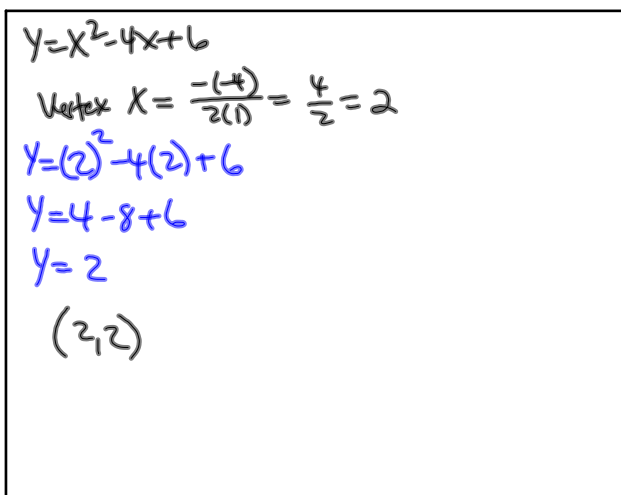 Y=x²-4x+6
Vertex X = -(-4)/2(1) = 4/2 = 2
Y=(2)²-4(2)+6
Y=4-8+6
Y=2
(2,2)